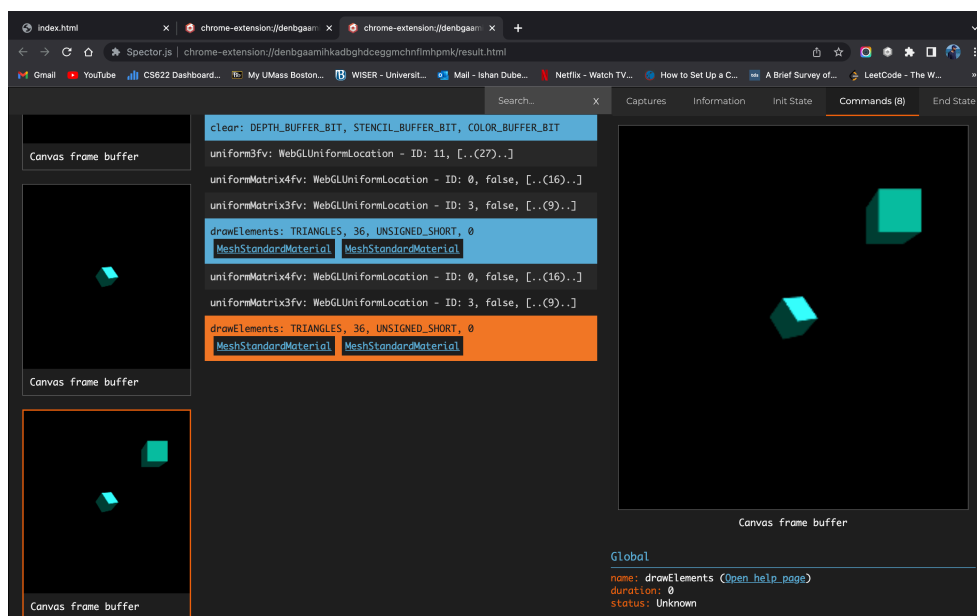 index.html
chrome-extension://denbgaam
chrome-extension://denbgaam
Spector.js | chrome-extension://denbgaamihkadbghdceggmchnflmhpmk/result.html
Gmail YouTube CS622 Dashboard... My UMass Boston... WISER - Universit... Mail - Ishan Dube... Netflix - Watch TV... How to Set Up a C... A Brief Survey of... LeetCode - The W... »
Search... X Captures Information Init State Commands (8) End State
Canvas frame buffer
Canvas frame buffer
Canvas frame buffer
clear: DEPTH_BUFFER_BIT, STENCIL_BUFFER_BIT, COLOR_BUFFER_BIT
uniform3fv: WebGLUniformLocation - ID: 11, [..(27)..]
uniformMatrix4fv: WebGLUniformLocation - ID: 0, false, [..(16)..]
uniformMatrix3fv: WebGLUniformLocation - ID: 3, false, [..(9)..]
drawElements: TRIANGLES, 36, UNSIGNED_SHORT, 0
MeshStandardMaterial MeshStandardMaterial
uniformMatrix4fv: WebGLUniformLocation - ID: 0, false, [..(16)..]
uniformMatrix3fv: WebGLUniformLocation - ID: 3, false, [..(9)..]
drawElements: TRIANGLES, 36, UNSIGNED_SHORT, 0
MeshStandardMaterial MeshStandardMaterial
Canvas frame buffer
Global
name: drawElements (Open help page)
duration: 0
status: Unknown